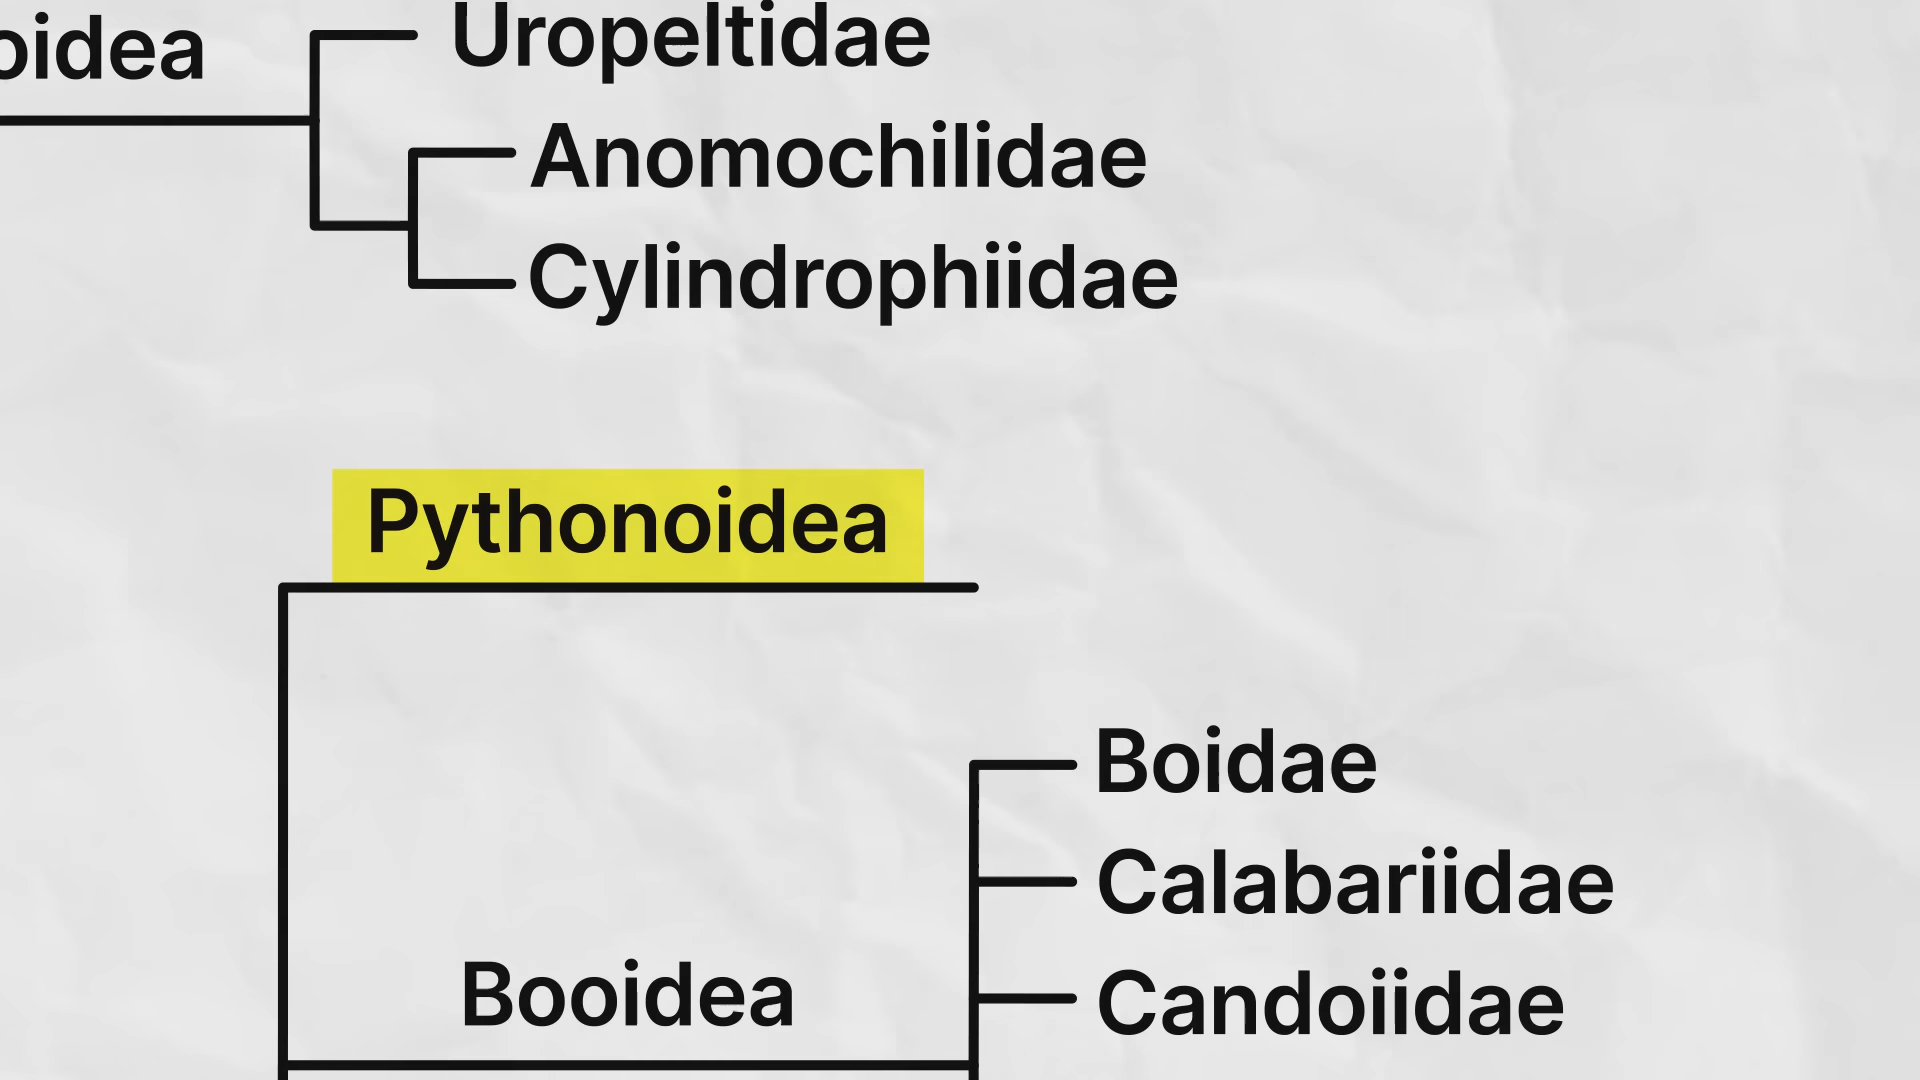 oidea
Uropeltidae
Anomochilidae
Cylindrophiidae
Pythonoidea
Boidae
Calabariidae
Candoiidae
Booidea